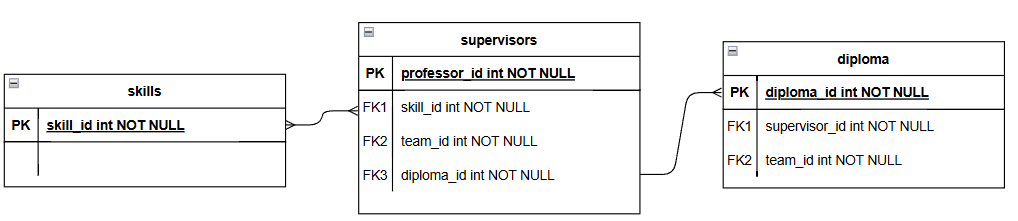 skills
PK skill_id int NOT NULL
supervisors
PK professor_id int NOT NULL
FK1 skill_id int NOT NULL
FK2 team_id int NOT NULL
FK3 diploma_id int NOT NULL
diploma
PK diploma_id int NOT NULL
FK1 supervisor_id int NOT NULL
FK2 team_id int NOT NULL